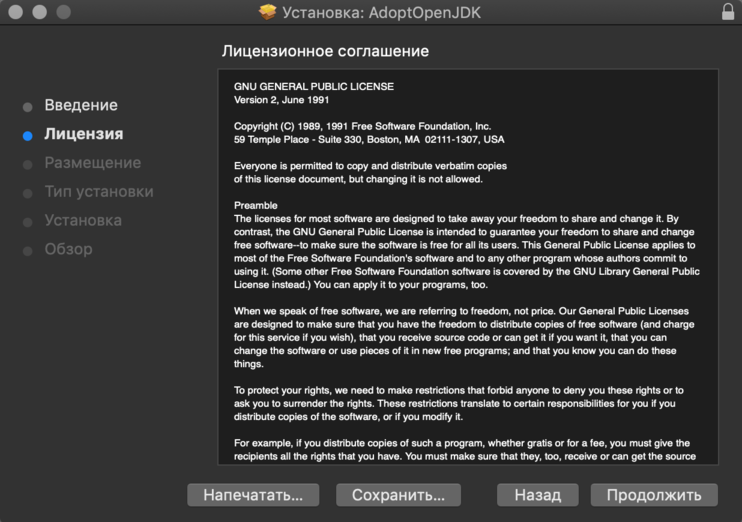 Установка: AdoptOpenJDK
Лицензионное соглашение
Введение
Лицензия
Размещение
Тип установки
Установка
Обзор
GNU GENERAL PUBLIC LICENSE
Version 2, June 1991
Copyright (C) 1989, 1991 Free Software Foundation, Inc.
59 Temple Place - Suite 330, Boston, MA  02111-1307, USA
Everyone is permitted to copy and distribute verbatim copies
of this license document, but changing it is not allowed.
Preamble
The licenses for most software are designed to take away your freedom to share and change it. By
contrast, the GNU General Public License is intended to guarantee your freedom to share and change
free software--to make sure the software is free for all its users. This General Public License applies to
most of the Free Software Foundation's software and to any other program whose authors commit to
using it. (Some other Free Software Foundation software is covered by the GNU Library General Public
License instead.) You can apply it to your programs, too.
When we speak of free software, we are referring to freedom, not price. Our General Public Licenses
are designed to make sure that you have the freedom to distribute copies of free software (and charge
for this service if you wish), that you receive source code or can get it if you want it, that you can
change the software or use pieces of it in new free programs; and that you know you can do these
things.
To protect your rights, we need to make restrictions that forbid anyone to deny you these rights or to
ask you to surrender the rights. These restrictions translate to certain responsibilities for you if you
distribute copies of the software, or if you modify it.
For example, if you distribute copies of such a program, whether gratis or for a fee, you must give the
recipients all the rights that you have. You must make sure that they, too, receive or can get the source
Напечатать...
Сохранить...
Назад
Продолжить